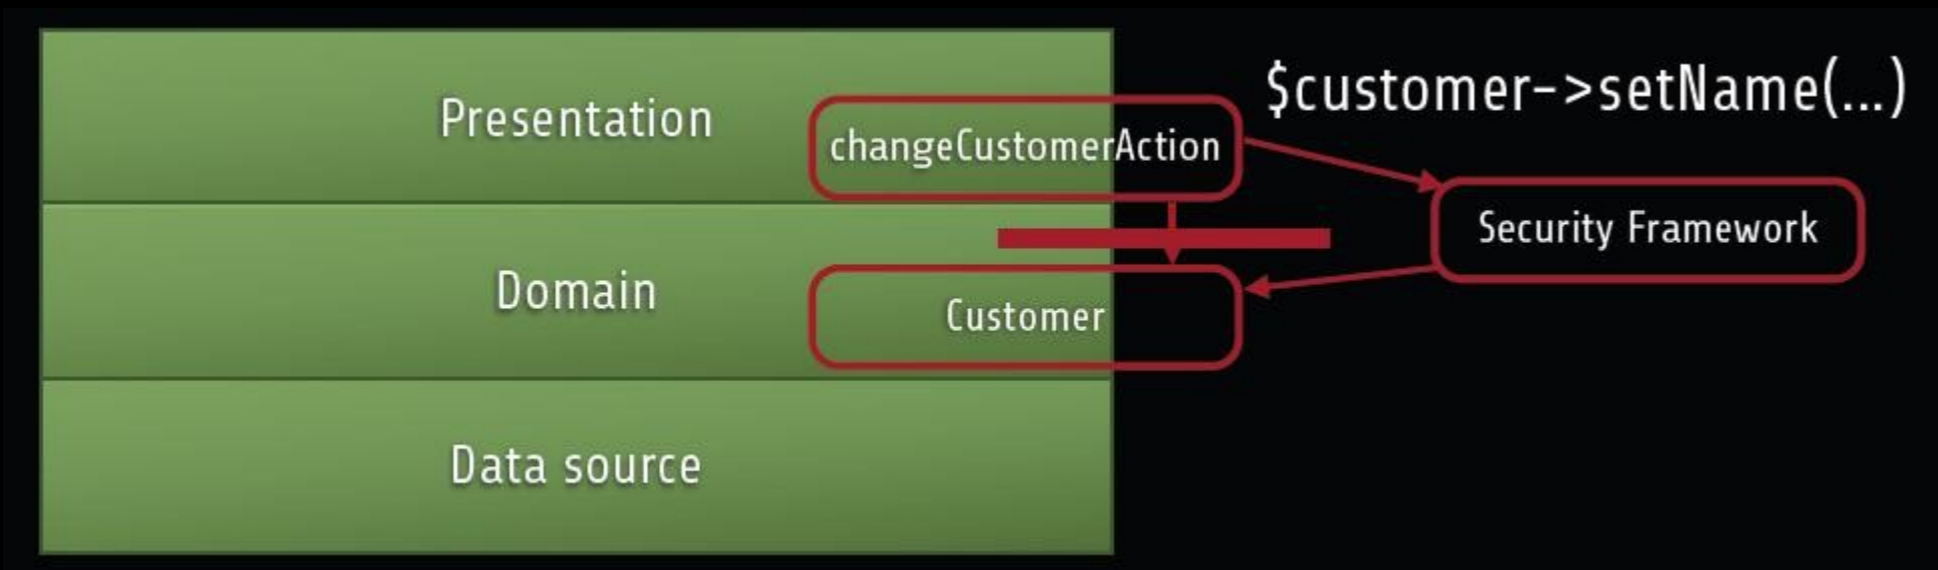 $customer->setName(...)
Presentation
changeCustomerAction
Security Framework
Domain
Customer
Data source